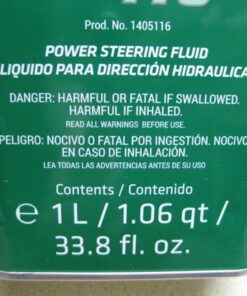 Prod. No. 1405116
POWER STEERING FLUID
LIQUIDO PARA DIRECCIÓN HIDRAULICA
DANGER: HARMFUL OR FATAL IF SWALLOWED.
HARMFUL IF INHALED.
READ ALL WARNINGS BEFORE USE.
PELIGRO: NOCIVO O FATAL POR INGESTIÓN. NOCIVO
EN CASO DE INHALACIÓN.
LEA TODAS LAS ADVERTENCIAS ANTES DE SU USO
Contents / Contenido
℮ 1 L / 1.06 qt /
33.8 fl. oz.